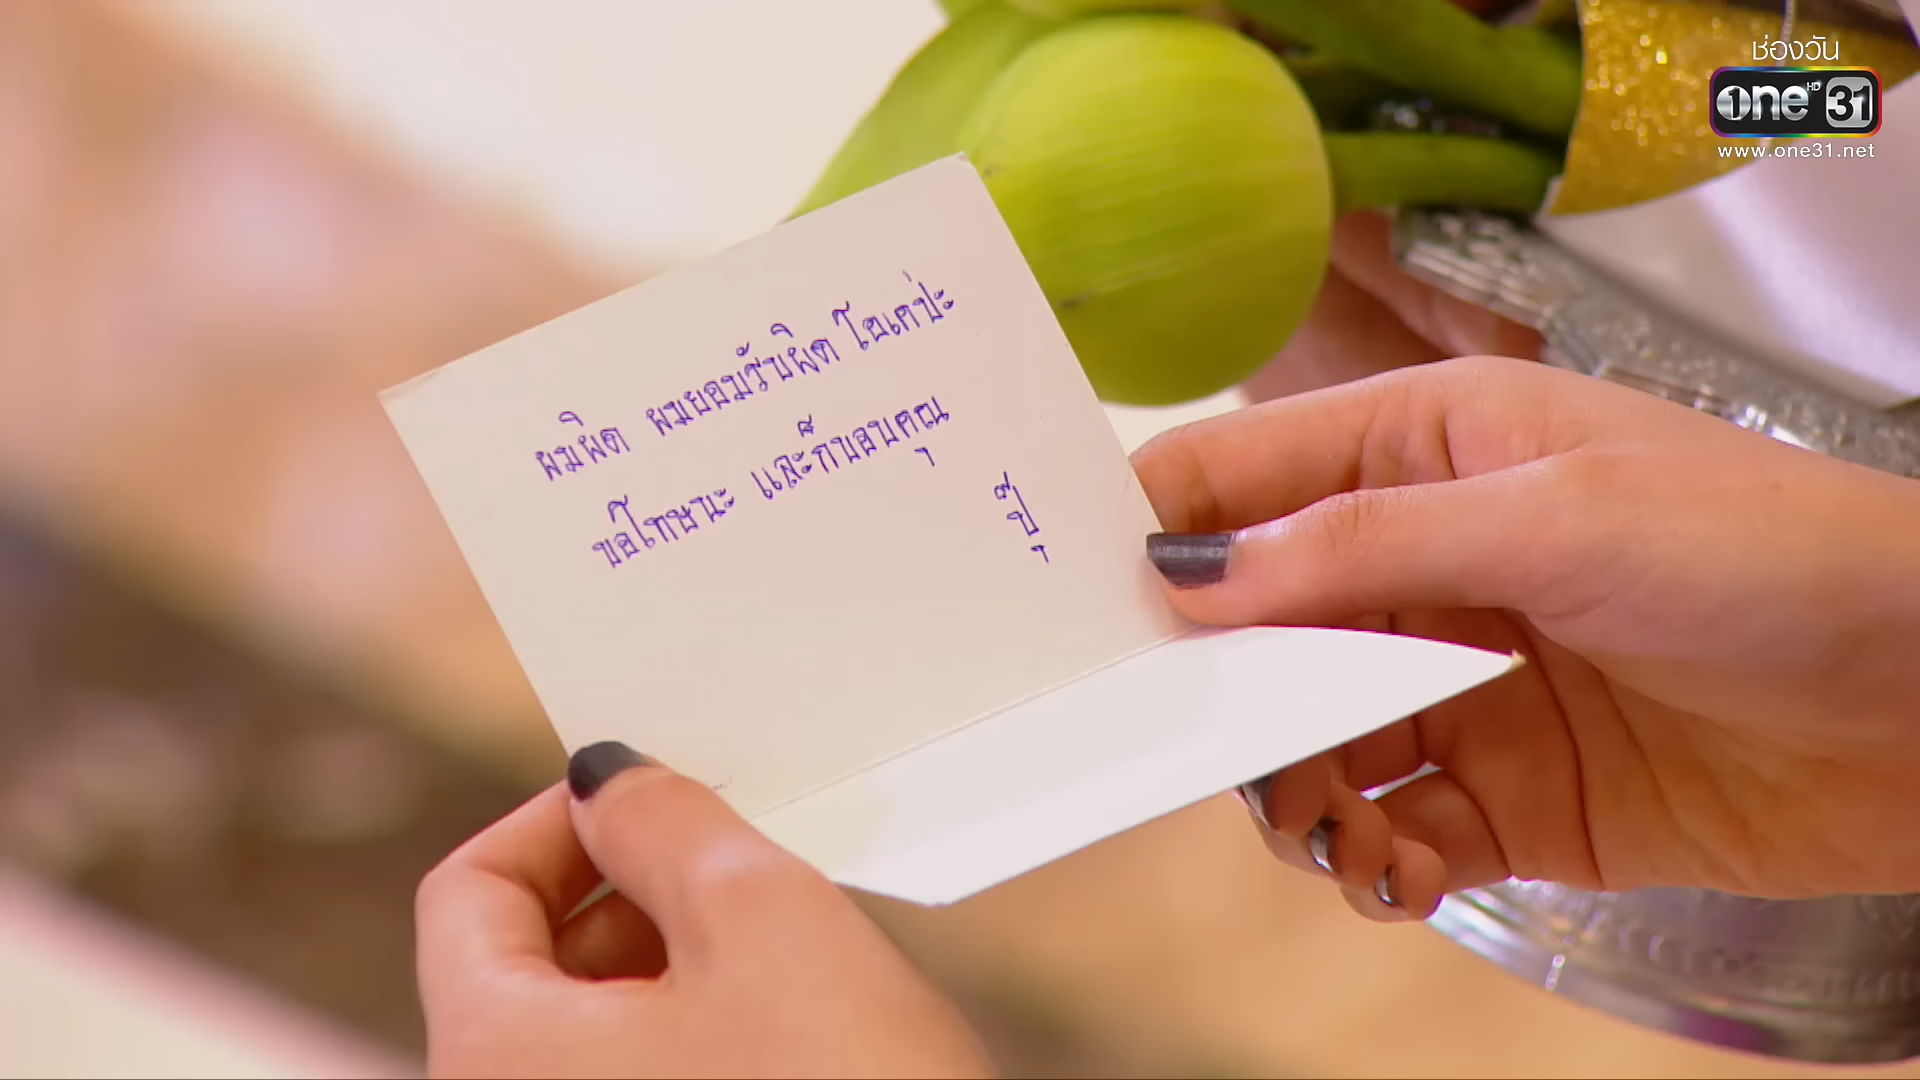 ช่องวัน
one HD 31
www.one31.net
ผมผิด ผมยอมรับผิด โอเคป่ะ
ขอโทษนะ และก็ขอบคุณ
ปุ๊